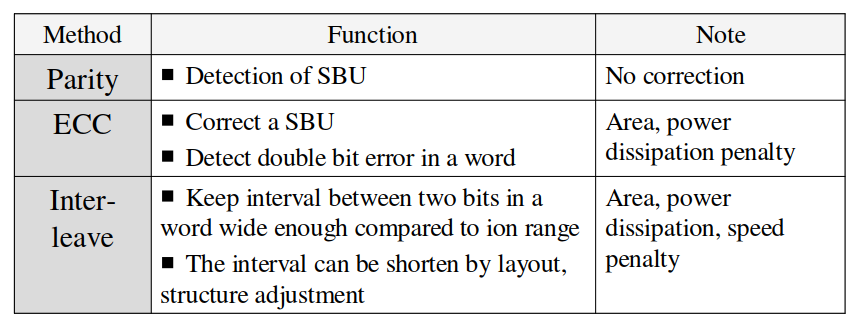 Method Function Note
Parity ■ Detection of SBU No correction
ECC ■ Correct a SBU Area, power
■ Detect double bit error in a word dissipation penalty
Inter- ■ Keep interval between two bits in a Area, power
leave word wide enough compared to ion range dissipation, speed
■ The interval can be shorten by layout, penalty
structure adjustment